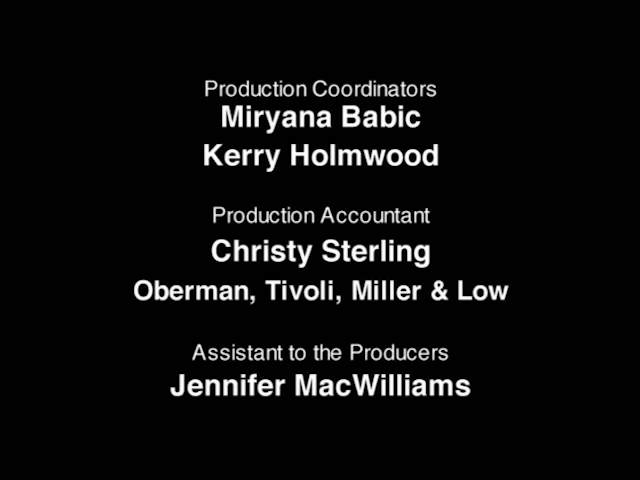 Production Coordinators
Miryana Babic
Kerry Holmwood
Production Accountant
Christy Sterling
Oberman, Tivoli, Miller & Low
Assistant to the Producers
Jennifer MacWilliams